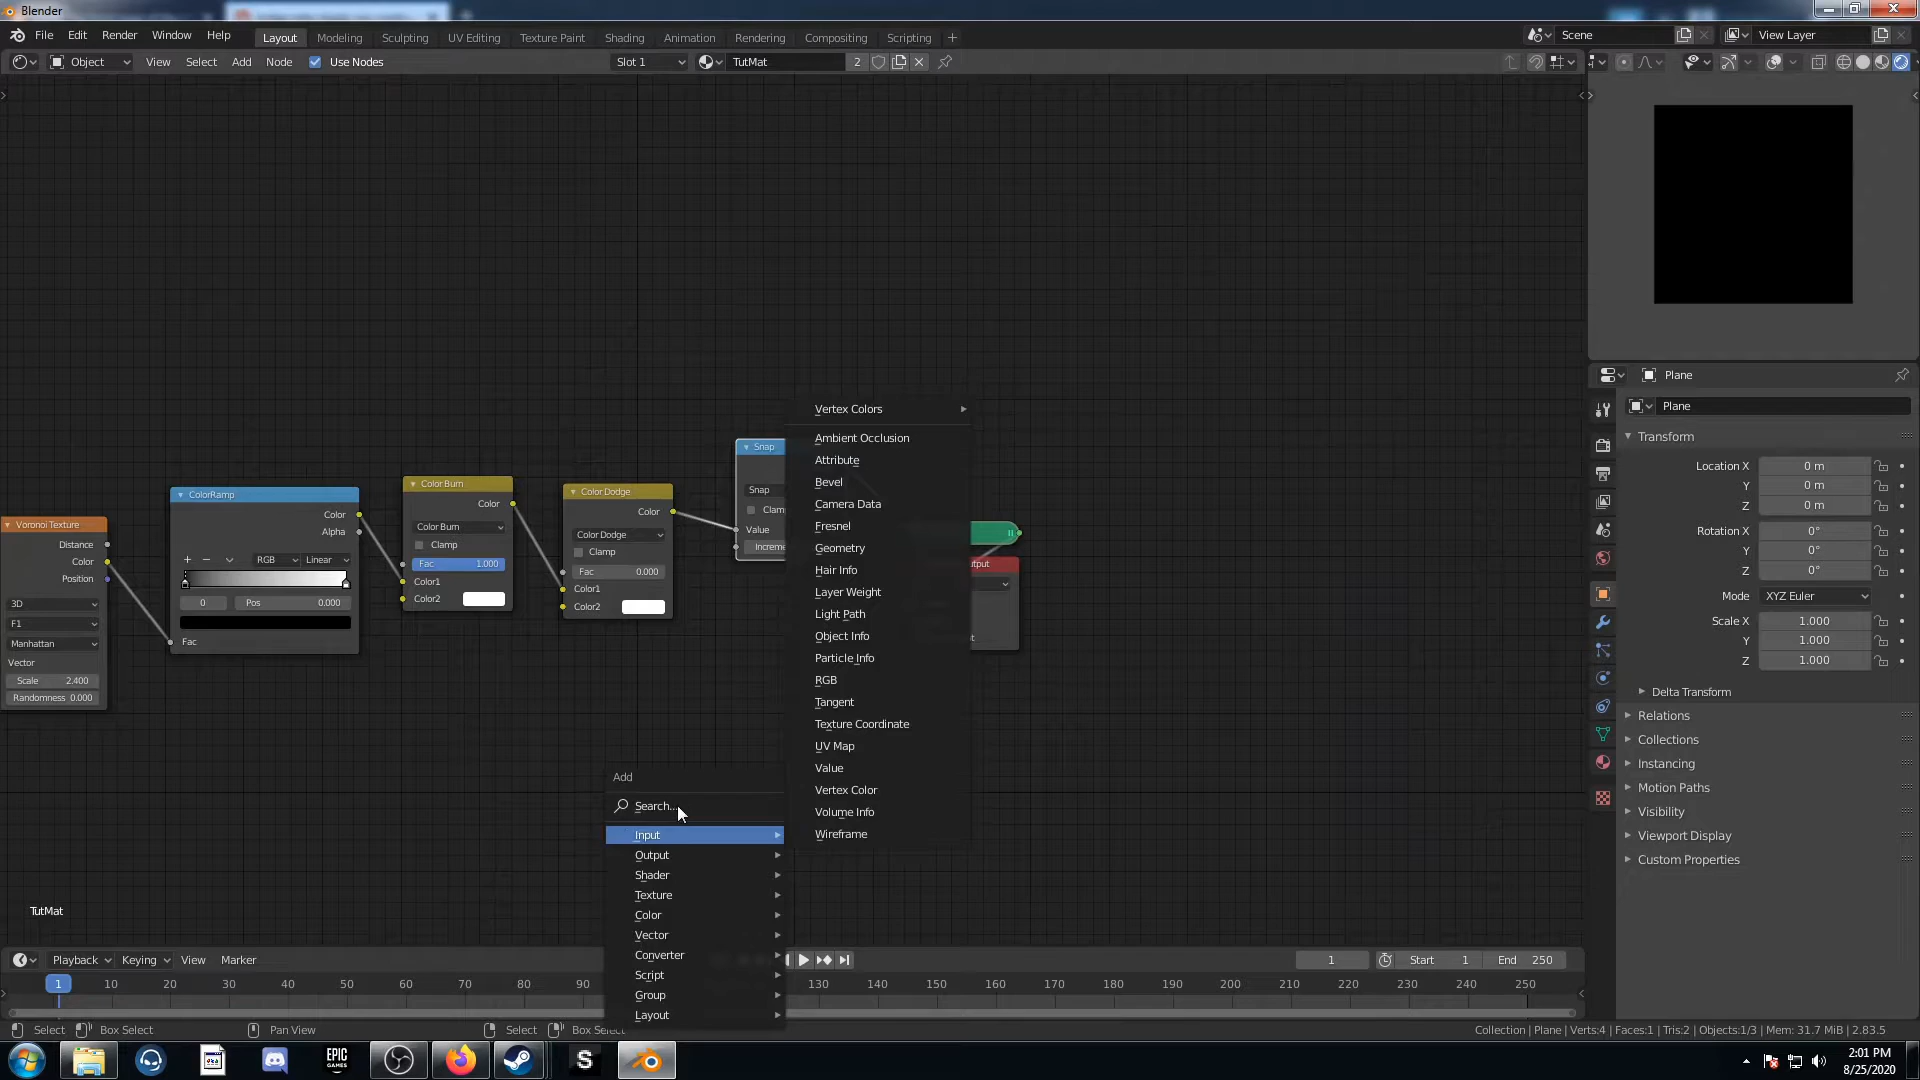 Blender
File Edit Render Window Help Layout Modeling Sculpting UV Editing Texture Paint Shading Animation Rendering Compositing Scripting + Scene View Layer
Object View Select Add Node Use Nodes Slot 1 TutMat 2
Voronoi Texture
Distance
Color
Position
3D
F1
Manhattan
Vector
Scale 2.400
Randomness 0.000
ColorRamp
Color
Alpha
RGB Linear
0 Pos 0.000
Fac
Color Burn
Color
Color Burn
Clamp
Fac 1.000
Color1
Color2
Color Dodge
Color
Color Dodge
Clamp
Fac 0.000
Color1
Color2
Snap
Snap
Clam
Value
Increme
utput
t
Vertex Colors
Ambient Occlusion
Attribute
Bevel
Camera Data
Fresnel
Geometry
Hair Info
Layer Weight
Light Path
Object Info
Particle Info
RGB
Tangent
Texture Coordinate
UV Map
Value
Vertex Color
Volume Info
Wireframe
Add
Search...
Input
Output
Shader
Texture
Color
Vector
Converter
Script
Group
Layout
TutMat
Plane
Plane
Transform
Location X 0 m
Y 0 m
Z 0 m
Rotation X 0°
Y 0°
Z 0°
Mode XYZ Euler
Scale X 1.000
Y 1.000
Z 1.000
Delta Transform
Relations
Collections
Instancing
Motion Paths
Visibility
Viewport Display
Custom Properties
Playback Keying View Marker 1 Start 1 End 250
1 10 20 30 40 50 60 70 80 90 130 140 150 160 170 180 190 200 210 220 230 240 250
Select Box Select Pan View Select Box Selec
Collection | Plane | Verts:4 | Faces:1 | Tris:2 | Objects:1/3 | Mem: 31.7 MiB | 2.83.5
EPIC GAMES
S
2:01 PM
8/25/2020